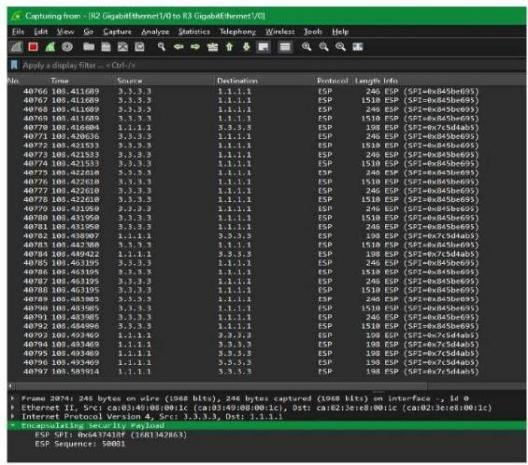 Capturing from - [R2 GigabitEthernet1/0 to R3 GigabitEthernet1/0]
File Edit View Go Capture Analyze Statistics Telephony Wireless Tools Help
Apply a display filter ... <Ctrl-/>
No. Time Source Destination Protocol Length Info
40766 108.411689 3.3.3.3 1.1.1.1 ESP 246 ESP (SPI=0x845be695)
40767 108.411689 3.3.3.3 1.1.1.1 ESP 1510 ESP (SPI=0x845be695)
40768 108.411689 3.3.3.3 1.1.1.1 ESP 246 ESP (SPI=0x845be695)
40769 108.411689 3.3.3.3 1.1.1.1 ESP 1510 ESP (SPI=0x845be695)
40770 108.416604 1.1.1.1 3.3.3.3 ESP 198 ESP (SPI=0x7c5d4ab5)
40771 108.420636 3.3.3.3 1.1.1.1 ESP 246 ESP (SPI=0x845be695)
40772 108.421533 3.3.3.3 1.1.1.1 ESP 1510 ESP (SPI=0x845be695)
40773 108.421533 3.3.3.3 1.1.1.1 ESP 246 ESP (SPI=0x845be695)
40774 108.421533 3.3.3.3 1.1.1.1 ESP 1510 ESP (SPI=0x845be695)
40775 108.422610 3.3.3.3 1.1.1.1 ESP 246 ESP (SPI=0x845be695)
40776 108.422610 3.3.3.3 1.1.1.1 ESP 1510 ESP (SPI=0x845be695)
40777 108.422610 3.3.3.3 1.1.1.1 ESP 246 ESP (SPI=0x845be695)
40778 108.422610 3.3.3.3 1.1.1.1 ESP 1510 ESP (SPI=0x845be695)
40779 108.431950 3.3.3.3 1.1.1.1 ESP 246 ESP (SPI=0x845be695)
40780 108.431950 3.3.3.3 1.1.1.1 ESP 1510 ESP (SPI=0x845be695)
40781 108.431950 3.3.3.3 1.1.1.1 ESP 246 ESP (SPI=0x845be695)
40782 108.438907 1.1.1.1 3.3.3.3 ESP 198 ESP (SPI=0x7c5d4ab5)
40783 108.442380 3.3.3.3 1.1.1.1 ESP 1510 ESP (SPI=0x845be695)
40784 108.449422 1.1.1.1 3.3.3.3 ESP 198 ESP (SPI=0x7c5d4ab5)
40785 108.463195 3.3.3.3 1.1.1.1 ESP 246 ESP (SPI=0x845be695)
40786 108.463195 3.3.3.3 1.1.1.1 ESP 1510 ESP (SPI=0x845be695)
40787 108.463195 3.3.3.3 1.1.1.1 ESP 246 ESP (SPI=0x845be695)
40788 108.463195 3.3.3.3 1.1.1.1 ESP 1510 ESP (SPI=0x845be695)
40789 108.483985 3.3.3.3 1.1.1.1 ESP 246 ESP (SPI=0x845be695)
40790 108.483985 3.3.3.3 1.1.1.1 ESP 1510 ESP (SPI=0x845be695)
40791 108.483985 3.3.3.3 1.1.1.1 ESP 246 ESP (SPI=0x845be695)
40792 108.484996 3.3.3.3 1.1.1.1 ESP 1510 ESP (SPI=0x845be695)
40793 108.493469 1.1.1.1 3.3.3.3 ESP 198 ESP (SPI=0x7c5d4ab5)
40794 108.493469 1.1.1.1 3.3.3.3 ESP 198 ESP (SPI=0x7c5d4ab5)
40795 108.493469 1.1.1.1 3.3.3.3 ESP 198 ESP (SPI=0x7c5d4ab5)
40796 108.493469 1.1.1.1 3.3.3.3 ESP 198 ESP (SPI=0x7c5d4ab5)
40797 108.503914 1.1.1.1 3.3.3.3 ESP 198 ESP (SPI=0x7c5d4ab5)
Frame 2074: 246 bytes on wire (1968 bits), 246 bytes captured (1968 bits) on interface -, id 0
Ethernet II, Src: ca:03:49:08:00:1c (ca:03:49:08:00:1c), Dst: ca:02:3e:e8:00:1c (ca:02:3e:e8:00:1c)
Internet Protocol Version 4, Src: 3.3.3.3, Dst: 1.1.1.1
Encapsulating Security Payload
ESP SPI: 0x6437418f (1681342863)
ESP Sequence: 50081